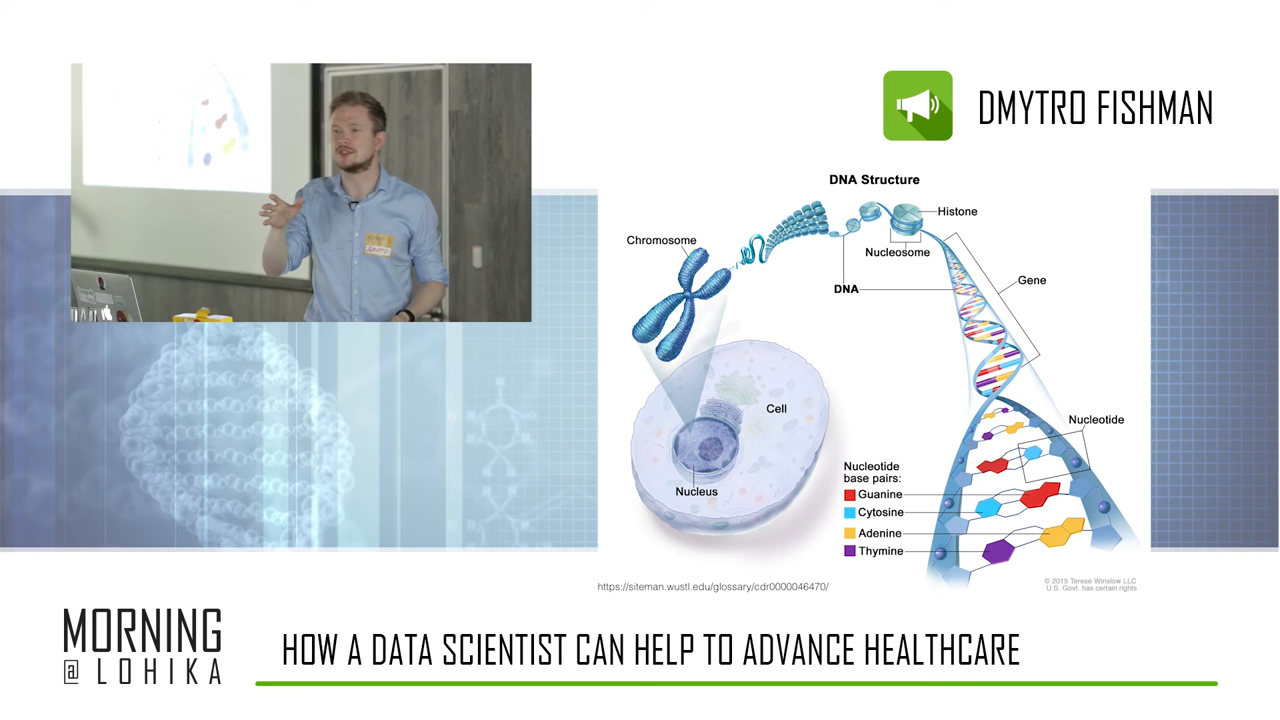 DMYTRO FISHMAN
DNA Structure
Histone
Chromosome
Nucleosome
Gene
DNA
Cell
Nucleotide
Nucleotide
base pairs:
Guanine
Cytosine
Adenine
Thymine
Nucleus
https://siteman.wustl.edu/glossary/cdr0000046470/
© 2015 Terese Winslow LLC
U.S. Govt. has certain rights
MORNING
@ LOHIKA
HOW A DATA SCIENTIST CAN HELP TO ADVANCE HEALTHCARE